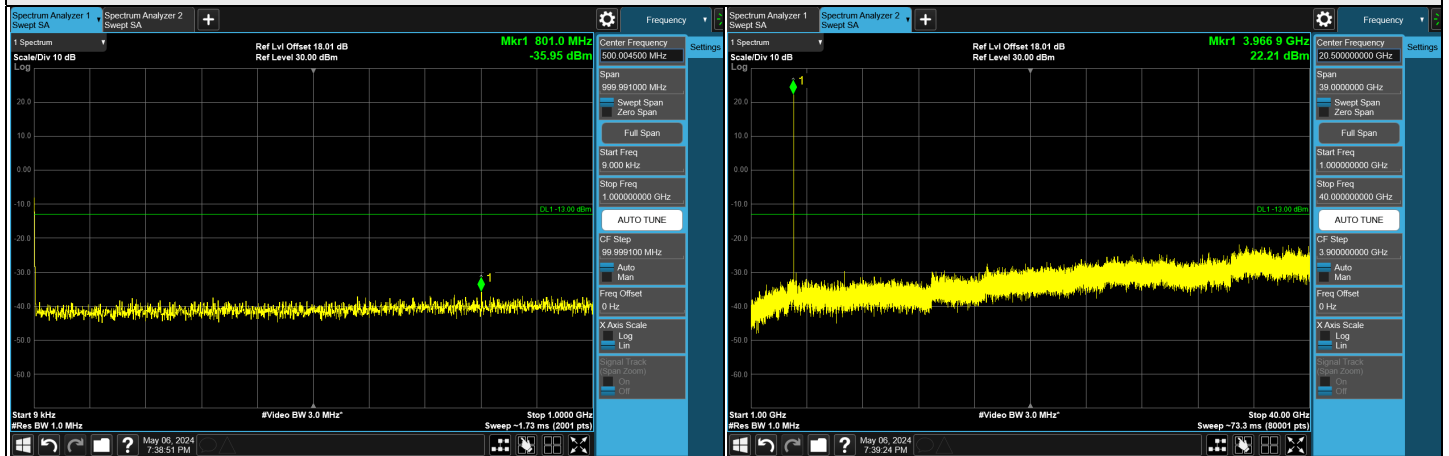 Spectrum Analyzer 1
Swept SA
Spectrum Analyzer 2
Swept SA
+
Frequency
1 Spectrum
Scale/Div 10 dB
Log
Ref Lvl Offset 18.01 dB
Ref Level 30.00 dBm
Mkr1 801.0 MHz
-35.95 dBm
1
20.0
10.0
0.00
-10.0
-20.0
-30.0
-40.0
-50.0
-60.0
DL1 -13.00 dBm
Start 9 kHz
#Res BW 1.0 MHz
#Video BW 3.0 MHz*
Stop 1.0000 GHz
Sweep ~1.73 ms (2001 pts)
Settings
Center Frequency
500.004500 MHz
Span
999.991000 MHz
Swept Span
Zero Span
Full Span
Start Freq
9.000 kHz
Stop Freq
1.000000000 GHz
AUTO TUNE
CF Step
99.999100 MHz
Auto
Man
Freq Offset
0 Hz
X Axis Scale
Log
Lin
Signal Track
(Span Zoom)
On
Off
?
May 06, 2024
7:38:51 PM
Spectrum Analyzer 1
Swept SA
Spectrum Analyzer 2
Swept SA
+
Frequency
1 Spectrum
Scale/Div 10 dB
Log
Ref Lvl Offset 18.01 dB
Ref Level 30.00 dBm
Mkr1 3.966 9 GHz
22.21 dBm
1
20.0
10.0
0.00
-10.0
-20.0
-30.0
-40.0
-50.0
-60.0
DL1 -13.00 dBm
Start 1.00 GHz
#Res BW 1.0 MHz
#Video BW 3.0 MHz*
Stop 40.00 GHz
Sweep ~73.3 ms (80001 pts)
Settings
Center Frequency
20.500000000 GHz
Span
39.0000000 GHz
Swept Span
Zero Span
Full Span
Start Freq
1.000000000 GHz
Stop Freq
40.000000000 GHz
AUTO TUNE
CF Step
3.900000000 GHz
Auto
Man
Freq Offset
0 Hz
X Axis Scale
Log
Lin
Signal Track
(Span Zoom)
On
Off
?
May 06, 2024
7:39:24 PM